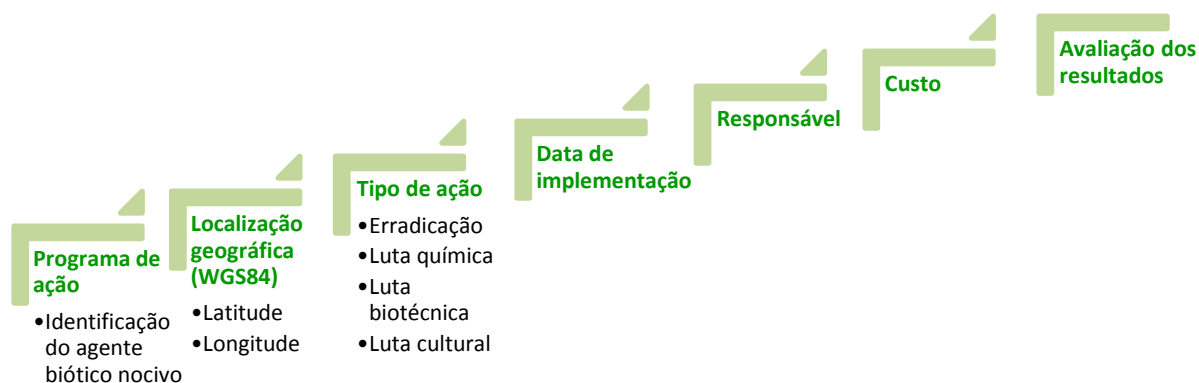 Programa de
ação
•Identificação
do agente
biótico nocivo
Localização
geográfica
(WGS84)
•Latitude
•Longitude
Tipo de ação
•Erradicação
•Luta química
•Luta
biotécnica
•Luta cultural
Data de
implementação
Responsável
Custo
Avaliação dos
resultados